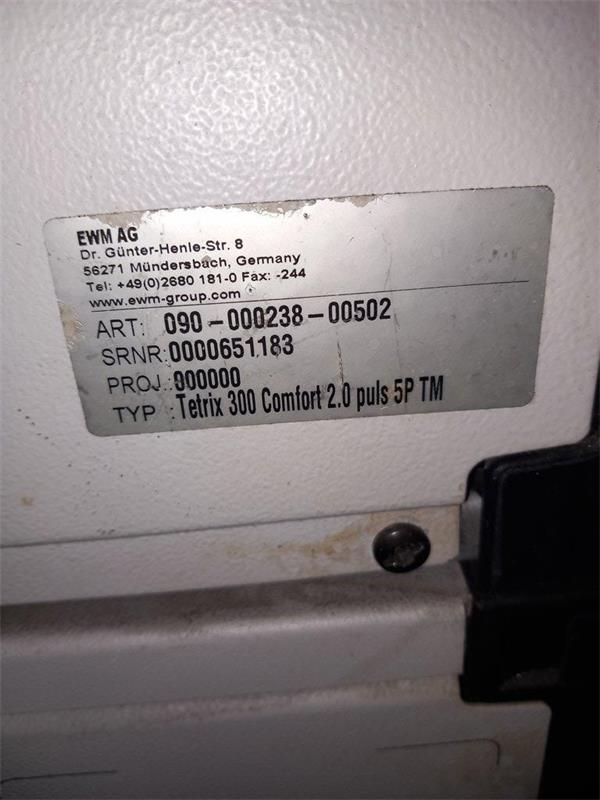 EWM AG
Dr. Günter-Henle-Str. 8
56271 Mündersbach, Germany
Tel: +49(0)2680 181-0 Fax: -244
www.ewm-group.com
ART: 090-000238-00502
SRNR:0000651183
PROJ.:000000
TYP :Tetrix 300 Comfort 2.0 puls 5P TM